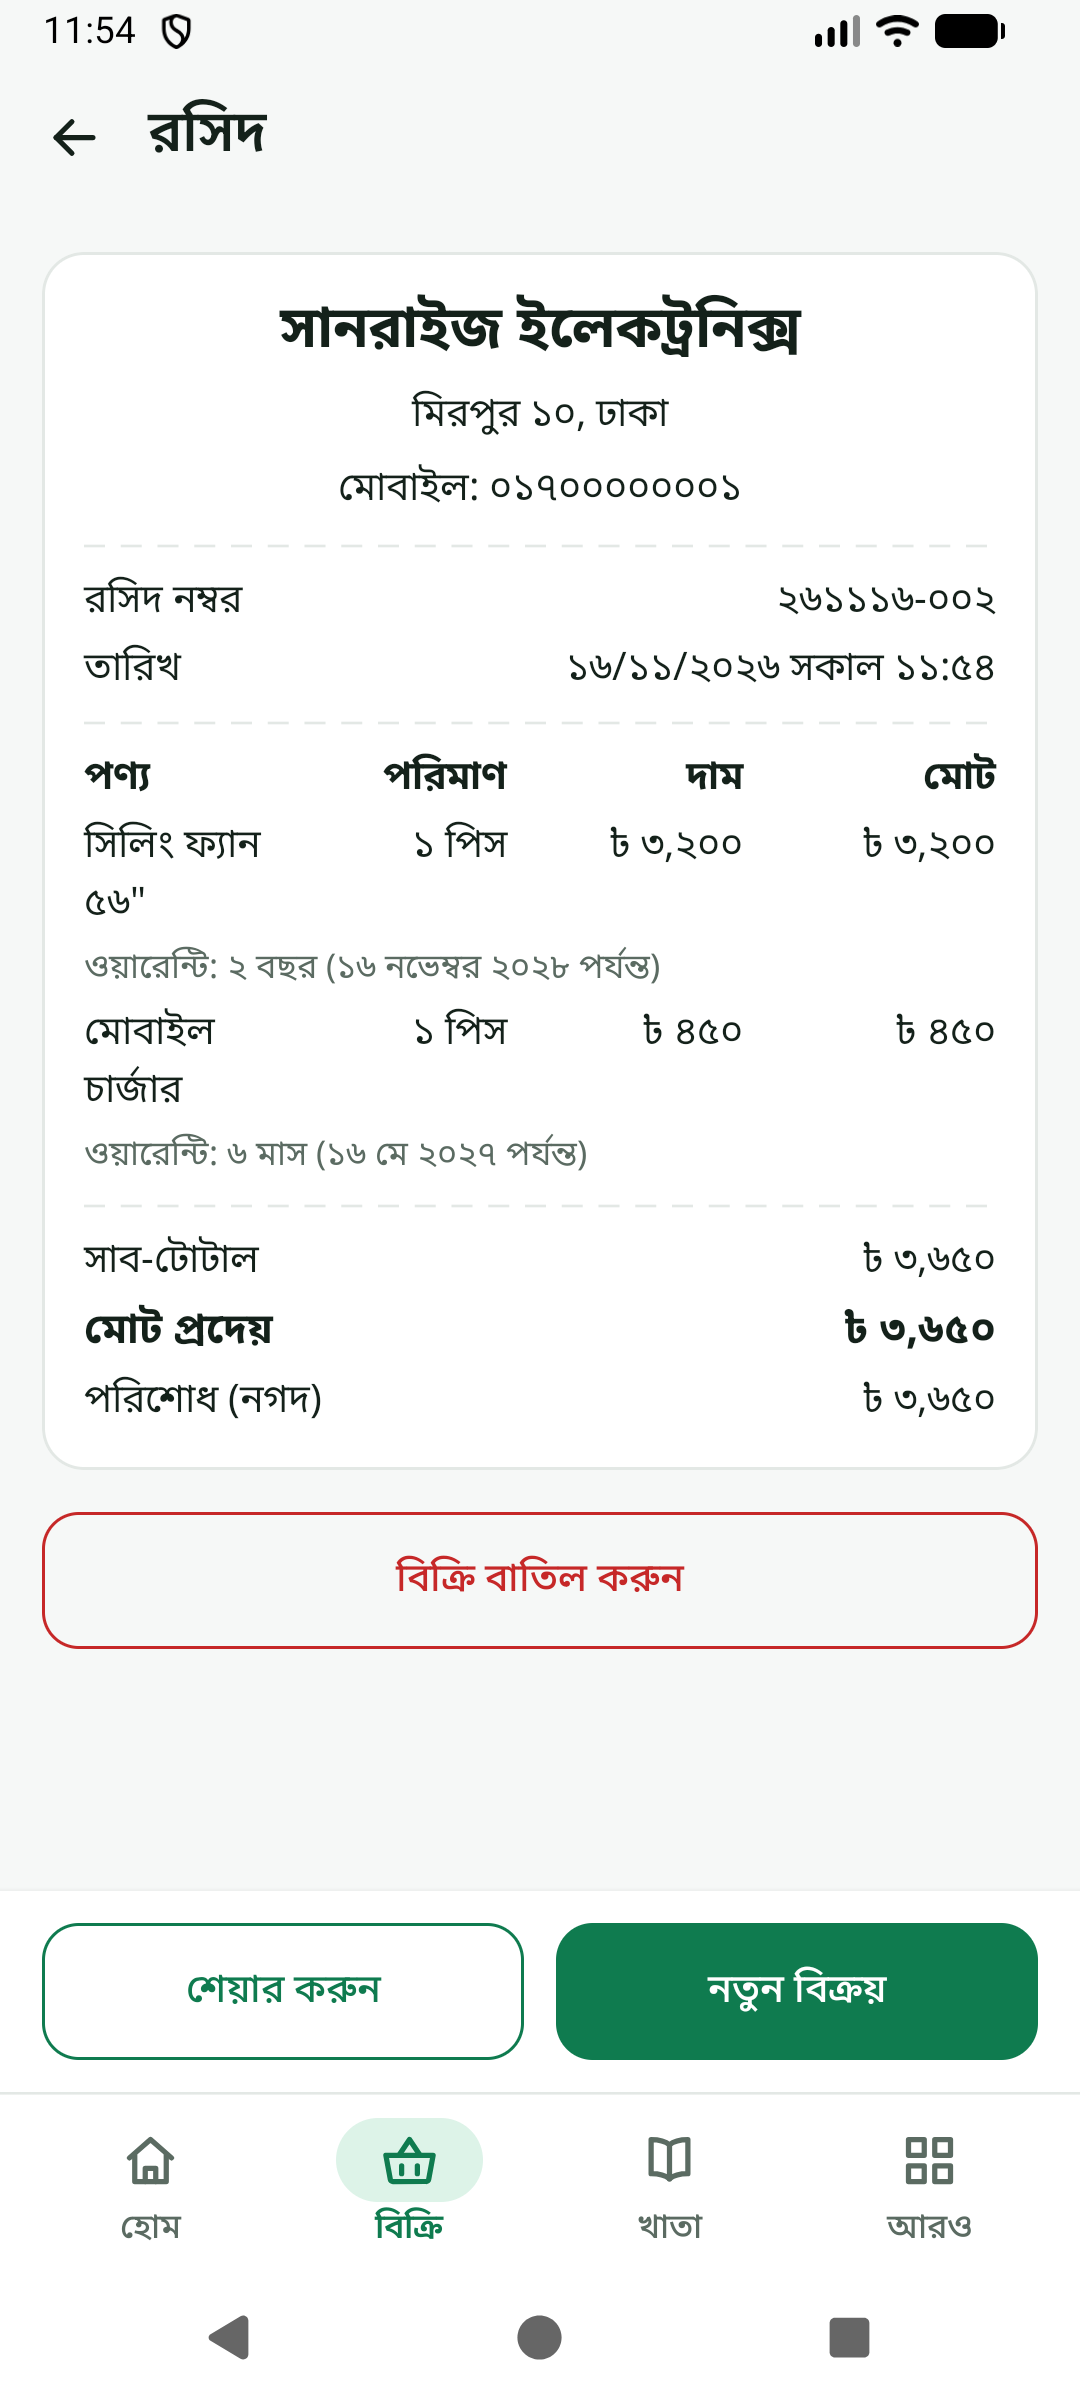 11:54
রসিদ
সানরাইজ ইলেকট্রনিক্স
মিরপুর ১০, ঢাকা
মোবাইল: ০১৭০০০০০০০১
রসিদ নম্বর ২৬১১১৬-০০২
তারিখ ১৬/১১/২০২৬ সকাল ১১:৫৪
পণ্য পরিমাণ দাম মোট
সিলিং ফ্যান ১ পিস ৳ ৩,২০০ ৳ ৩,২০০
৫৬"
ওয়ারেন্টি: ২ বছর (১৬ নভেম্বর ২০২৮ পর্যন্ত)
মোবাইল ১ পিস ৳ ৪৫০ ৳ ৪৫০
চার্জার
ওয়ারেন্টি: ৬ মাস (১৬ মে ২০২৭ পর্যন্ত)
সাব-টোটাল ৳ ৩,৬৫০
মোট প্রদেয় ৳ ৩,৬৫০
পরিশোধ (নগদ) ৳ ৩,৬৫০
বিক্রি বাতিল করুন
শেয়ার করুন নতুন বিক্রয়
হোম বিক্রি খাতা আরও